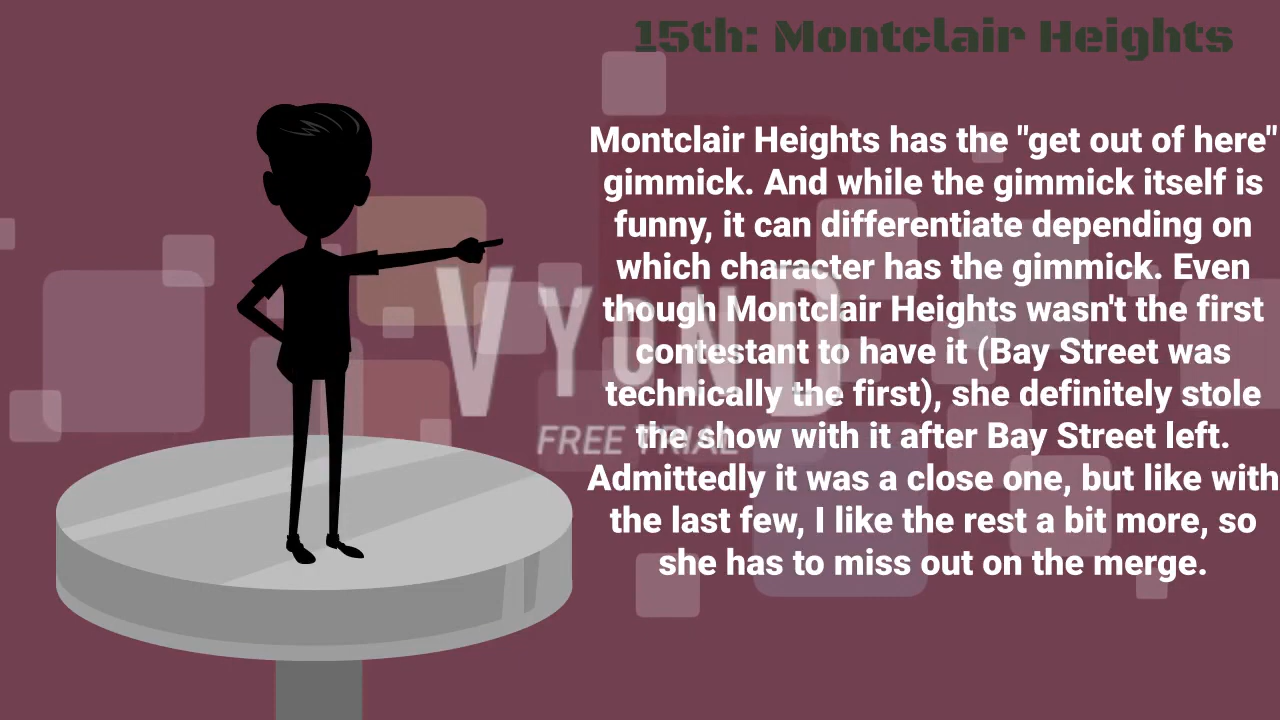 15th: Montclair Heights
Montclair Heights has the "get out of here"
gimmick. And while the gimmick itself is
funny, it can differentiate depending on
which character has the gimmick. Even
though Montclair Heights wasn't the first
contestant to have it (Bay Street was
technically the first), she definitely stole
the show with it after Bay Street left.
Admittedly it was a close one, but like with
the last few, I like the rest a bit more, so
she has to miss out on the merge.
VYOND
FREE TRIAL